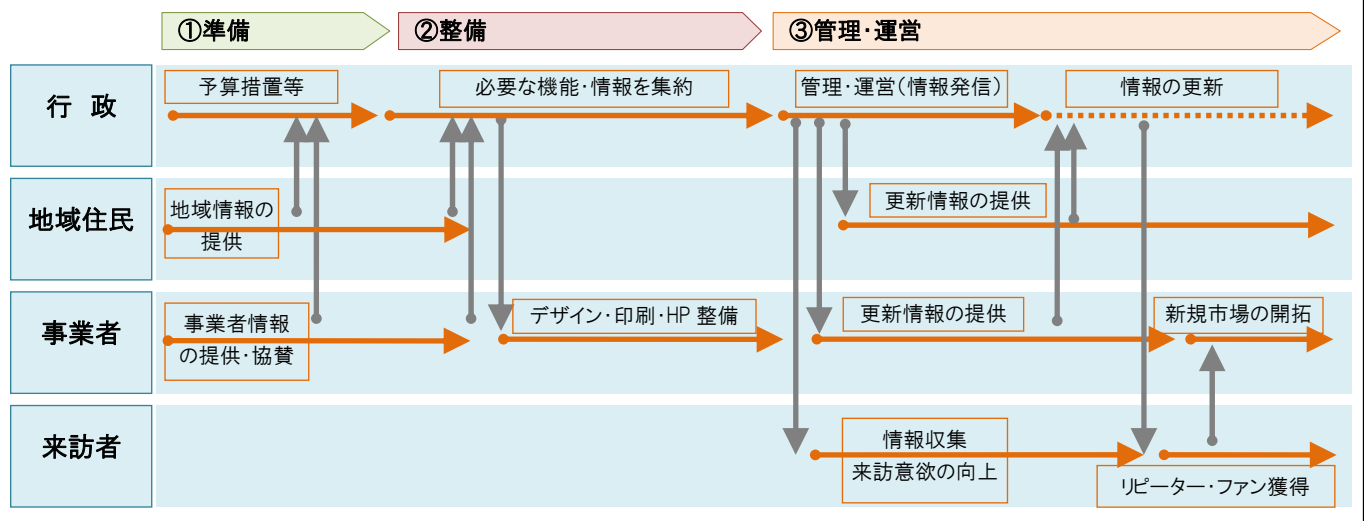 ①準備
②整備
③管理・運営
行 政
予算措置等
必要な機能・情報を集約
管理・運営（情報発信）
情報の更新
地域住民
地域情報の
提供
更新情報の提供
事業者
事業者情報
の提供・協賛
デザイン・印刷・HP 整備
更新情報の提供
新規市場の開拓
来訪者
情報収集
来訪意欲の向上
リピーター・ファン獲得